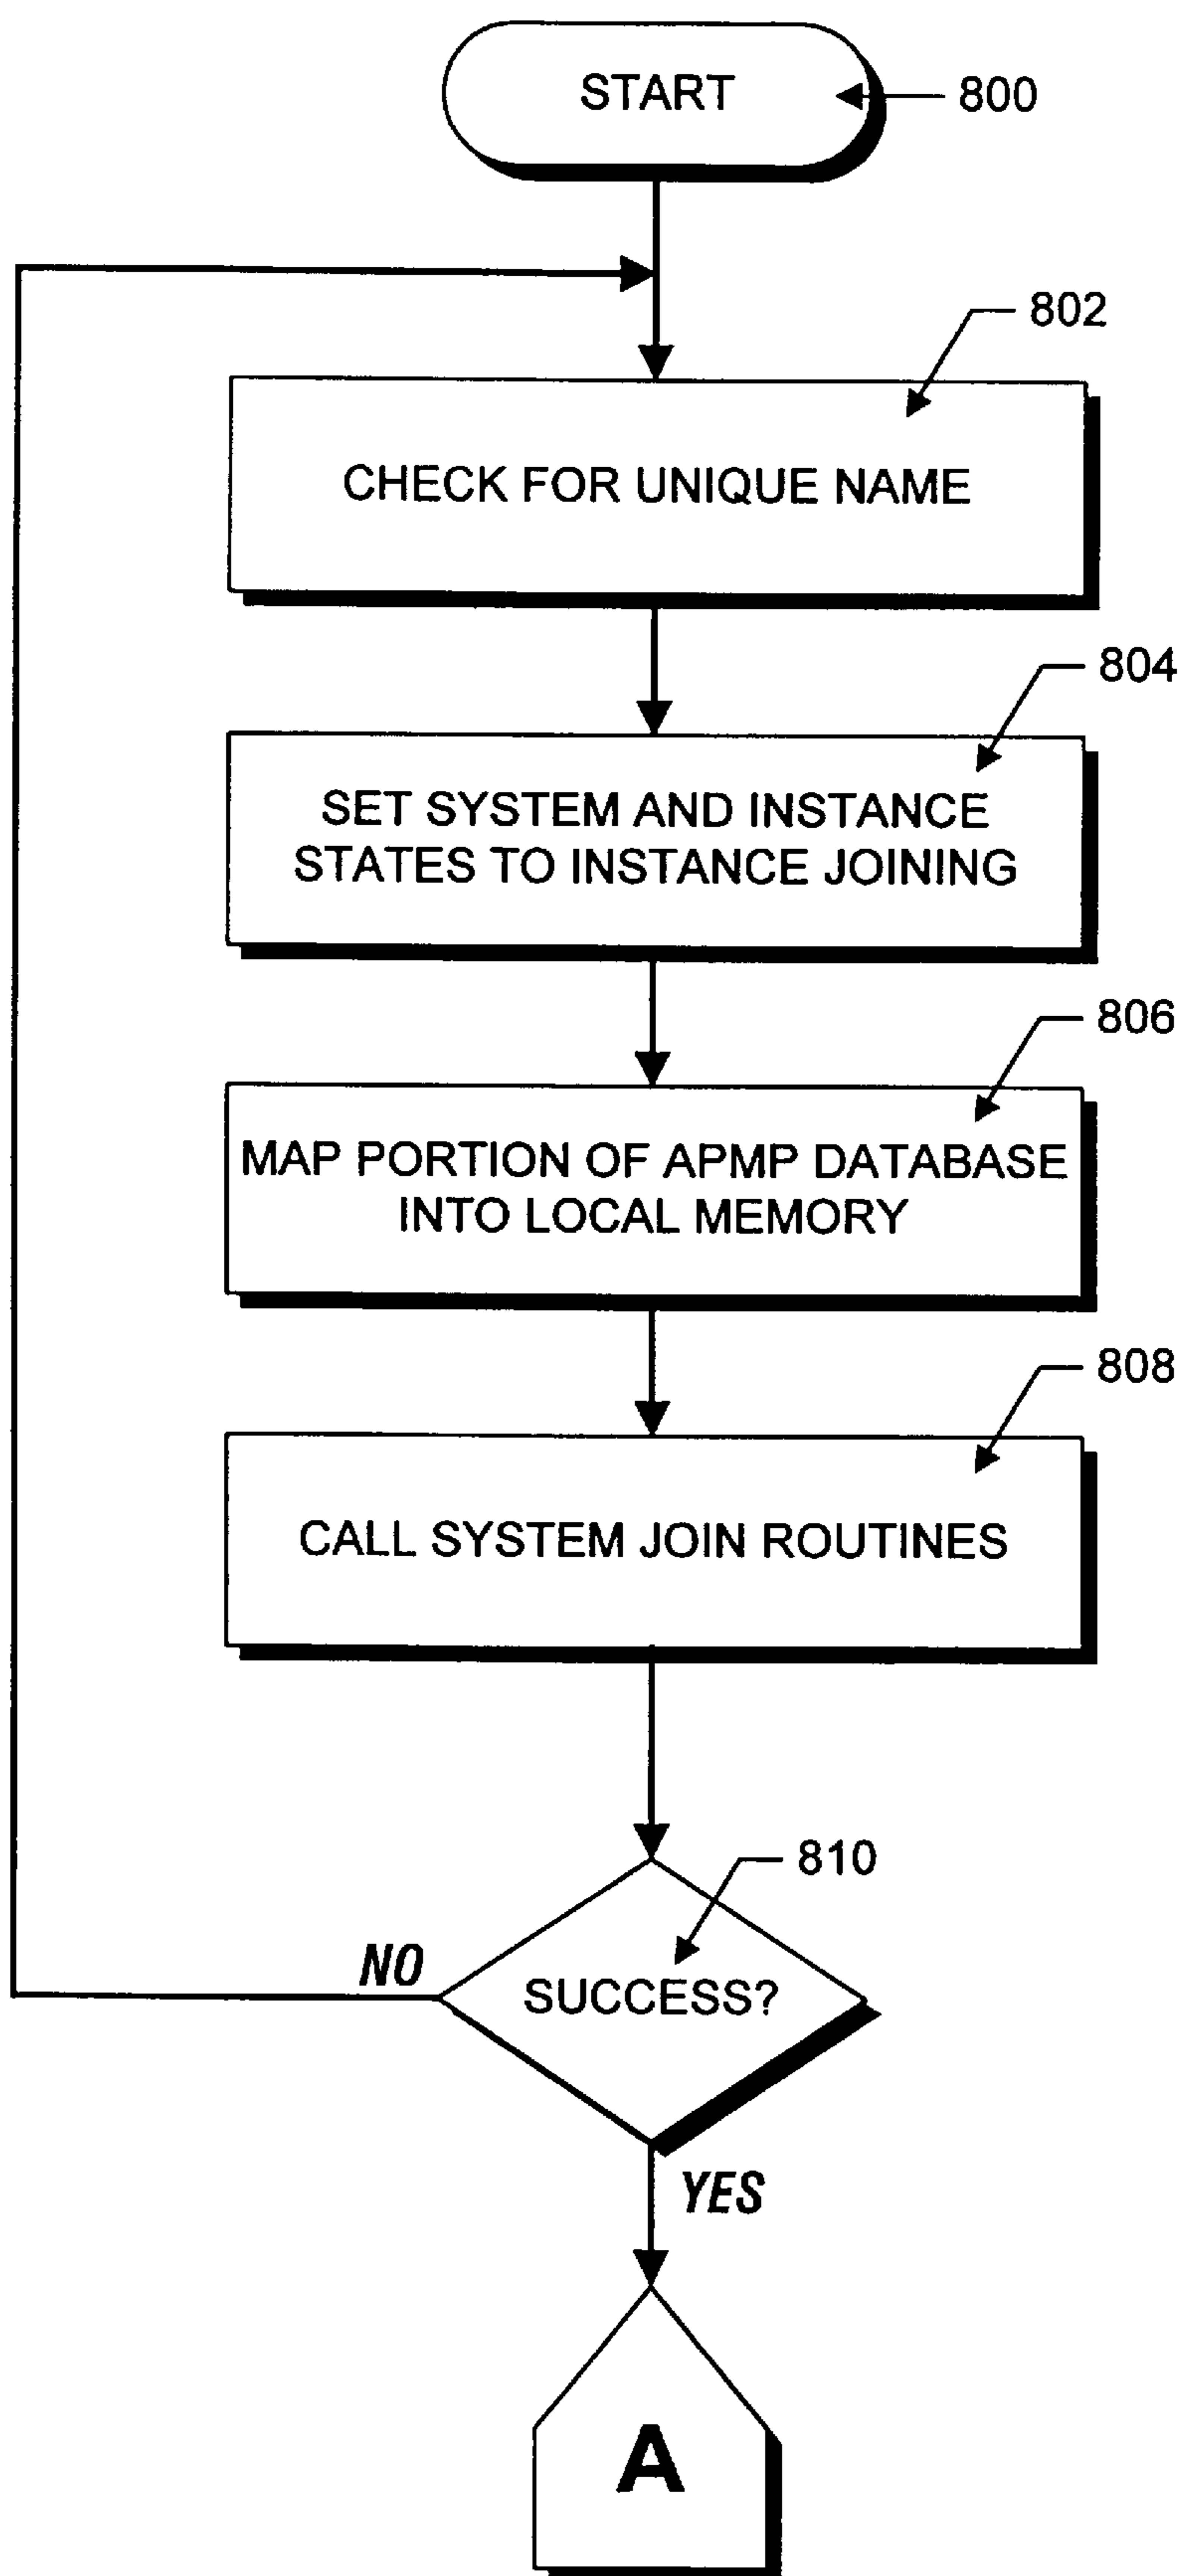 START
800
802
CHECK FOR UNIQUE NAME
804
SET SYSTEM AND INSTANCE
STATES TO INSTANCE JOINING
806
MAP PORTION OF APMP DATABASE
INTO LOCAL MEMORY
808
CALL SYSTEM JOIN ROUTINES
810
NO
SUCCESS?
YES
A